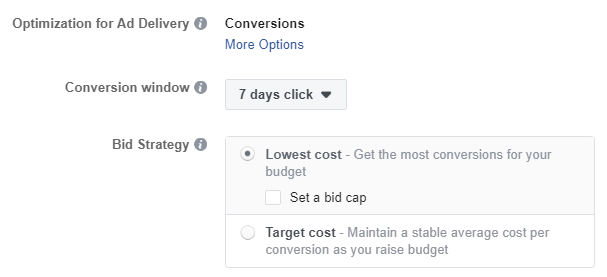 Optimization for Ad Delivery Conversions
More Options
Conversion window 7 days click
Bid Strategy Lowest cost - Get the most conversions for your
budget
Set a bid cap
Target cost - Maintain a stable average cost per
conversion as you raise budget